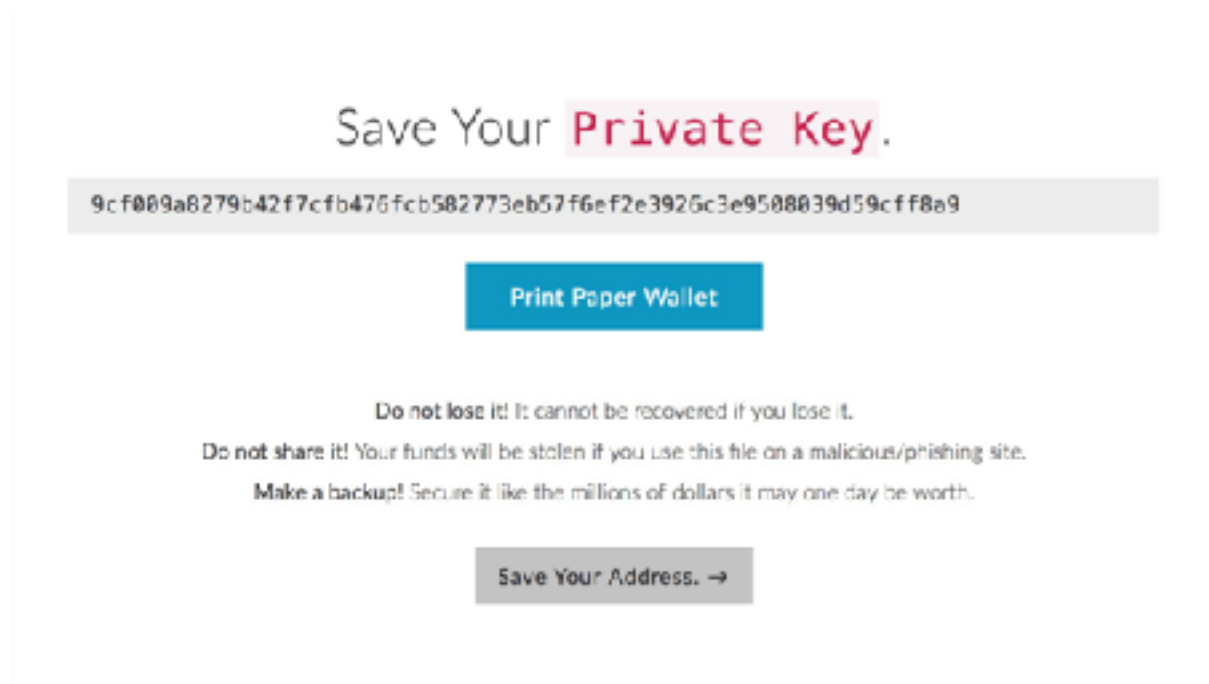 Save Your Private Key.
9cf009a8279b42f7cfb476fcb582773eb57f6ef2e3926c3e9508039d59cff8a9
Print Paper Wallet
Do not lose it! It cannot be recovered if you lose it.
Do not share it! Your funds will be stolen if you use this file on a malicious/phishing site.
Make a backup! Secure it like the millions of dollars it may one day be worth.
Save Your Address. →